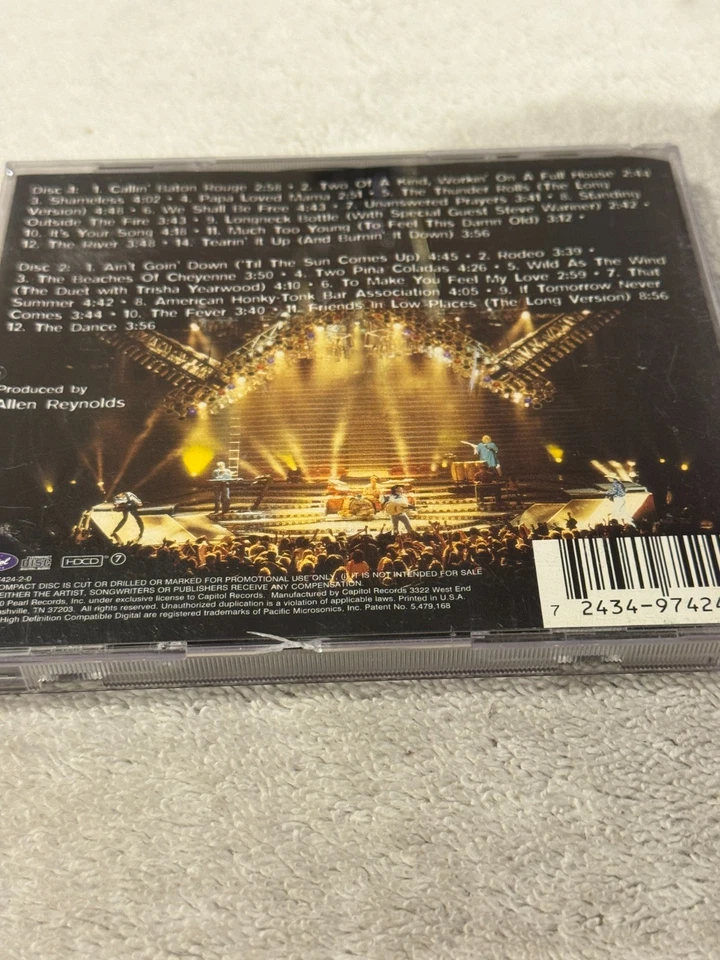 Disc 1: 1. Callin' Baton Rouge 2:58 • 2. Two Of A Kind, Workin' On A Full House 2:44
3. Shameless 4:02 • 4. Papa Loved Mama 2:51 • 5. The Thunder Rolls (The Long
Version) 4:48 • 6. We Shall Be Free 4:43 • 7. Unanswered Prayers 3:41 • 8. Standing
Outside The Fire 3:43 • 9. Longneck Bottle (With Special Guest Steve Wariner) 2:42 •
10. It's Your Song 4:18 • 11. Much Too Young (To Feel This Damn Old) 3:12 •
12. The River 3:48 • 14. Tearin' It Up (And Burnin' It Down) 3:56
Disc 2: 1. Ain't Goin' Down ('Til The Sun Comes Up) 4:45 • 2. Rodeo 3:39 •
3. The Beaches Of Cheyenne 3:50 • 4. Two Pina Coladas 4:26 • 5. Wild As The Wind
(The Duet with Trisha Yearwood) 4:10 • 6. To Make You Feel My Love 2:59 • 7. That
Summer 4:42 • 8. American Honky-Tonk Bar Association 4:05 • 9. If Tomorrow Never
Comes 3:44 • 10. The Fever 3:40 • 11. Friends In Low Places (The Long Version) 8:56
12. The Dance 3:56
Produced by
Allen Reynolds
disc HDCD 7
7424-2-0
COMPACT DISC IS CUT OR DRILLED OR MARKED FOR PROMOTIONAL USE ONLY, IT IS NOT INTENDED FOR SALE
NEITHER THE ARTIST, SONGWRITERS OR PUBLISHERS RECEIVE ANY COMPENSATION.
Pearl Records, Inc. under exclusive license to Capitol Records. Manufactured by Capitol Records 3322 West End
Nashville, TN 37203. All rights reserved. Unauthorized duplication is a violation of applicable laws. Printed in U.S.A.
High Definition Compatible Digital are registered trademarks of Pacific Microsonics, Inc. Patent No. 5,479,168
7 2434-97424